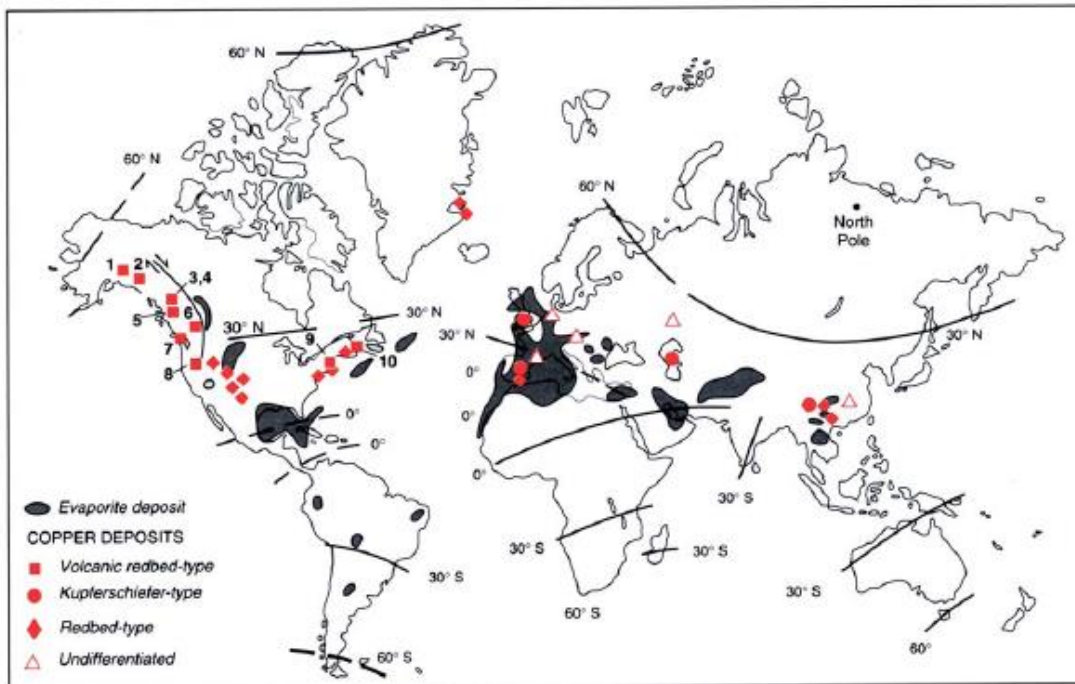 60° N
60° N
60° N
North
Pole
1
2
3,4
5
6
7
8
9
10
30° N
30° N
30° N
30° N
0°
0°
0°
0°
0°
30° S
30° S
30° S
30° S
30° S
60° S
60° S
60°
Evaporite deposit
COPPER DEPOSITS
Volcanic redbed-type
Kupferschiefer-type
Redbed-type
Undifferentiated